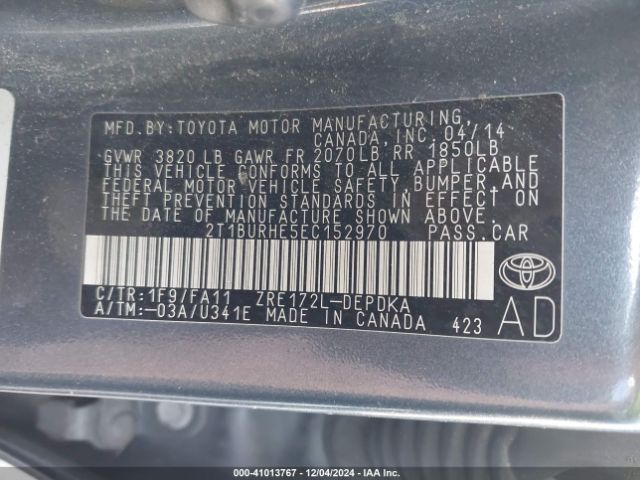 MFD.BY:TOYOTA MOTOR MANUFACTURING,
CANADA, INC. 04/14
GVWR 3820 LB GAWR FR 2070LB RR 1850LB
THIS VEHICLE CONFORMS TO ALL APPLICABLE
FEDERAL MOTOR VEHICLE SAFETY, BUMPER, AND
THEFT PREVENTION STANDARDS IN EFFECT ON
THE DATE OF MANUFACTURE SHOWN ABOVE.
2T1BURHE5EC152970 PASS.CAR
C/TR:1F9/FA11 ZRE172L-DEPDKA
A/TM:-03A/U341E MADE IN CANADA 423
AD
000-41013767 * 12/04/2024 * IAA Inc.